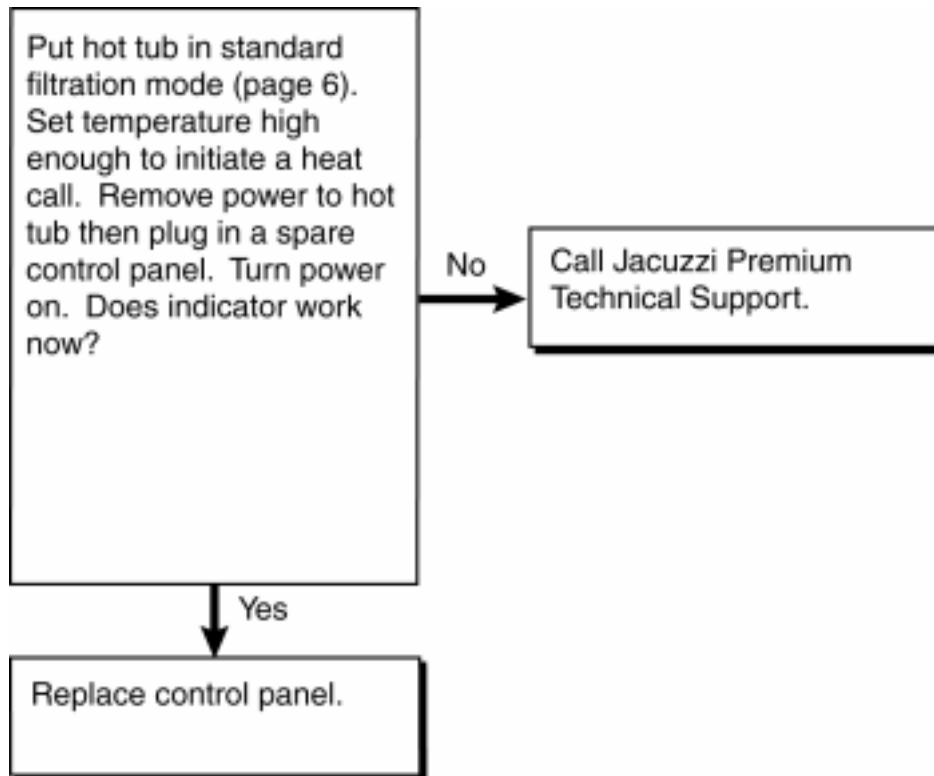 Put hot tub in standard
filtration mode (page 6).
Set temperature high
enough to initiate a heat
call.  Remove power to hot
tub then plug in a spare
control panel.  Turn power
on.  Does indicator work
now?
No
Call Jacuzzi Premium
Technical Support.
Yes
Replace control panel.